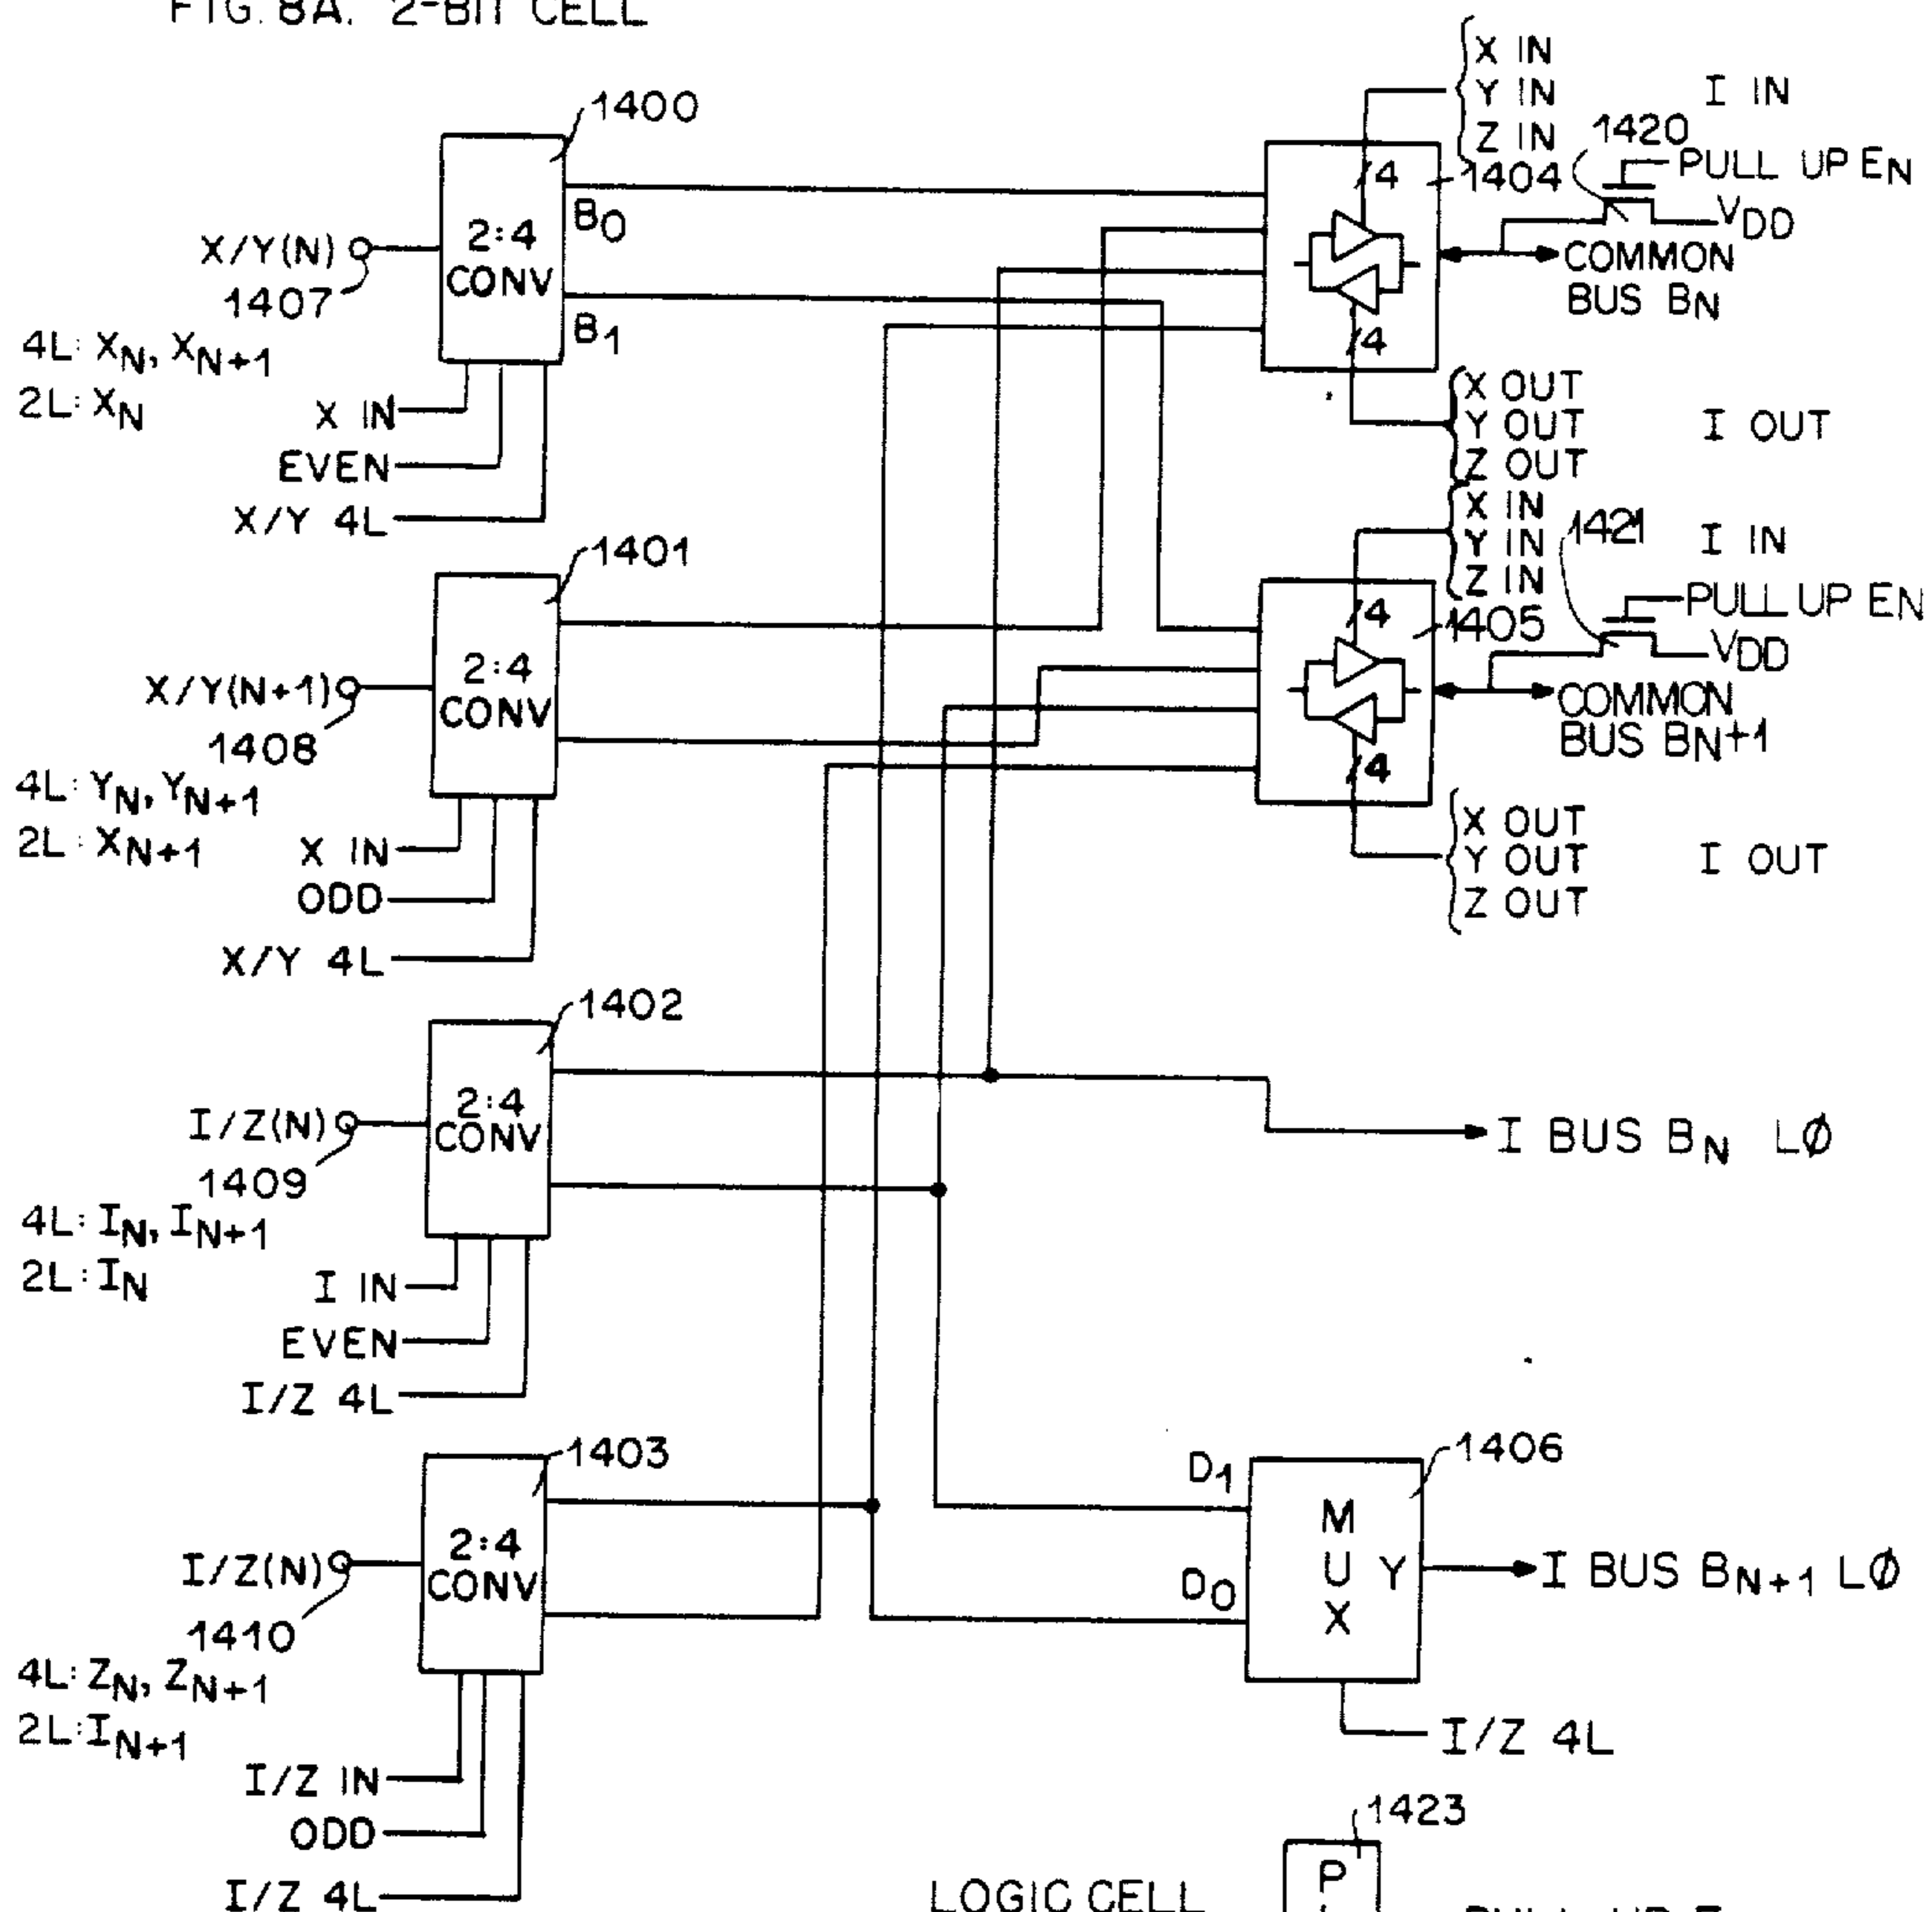 FIG. 8A. 2-BIT CELL
1400
2:4
CONV
B0
B1
X/Y(N)
1407
4L: XN, XN+1
2L: XN
X IN
EVEN
X/Y 4L
X IN
Y IN
Z IN
I IN
1420
PULL UP EN
4
1404
VDD
COMMON
BUS BN
4
X OUT
Y OUT
Z OUT
I OUT
1401
2:4
CONV
X/Y(N+1)
1408
4L: YN, YN+1
2L: XN+1
X IN
ODD
X/Y 4L
X IN
Y IN
Z IN
I IN
1421
PULL UP EN
4
1405
VDD
COMMON
BUS BN+1
4
X OUT
Y OUT
Z OUT
I OUT
1402
2:4
CONV
I/Z(N)
1409
4L: IN, IN+1
2L: IN
I IN
EVEN
I/Z 4L
I BUS BN LØ
1403
2:4
CONV
I/Z(N)
1410
4L: ZN, ZN+1
2L: IN+1
I/Z IN
ODD
I/Z 4L
1406
D1
D0
MUX
Y
I BUS BN+1 LØ
I/Z 4L
1423
P
LOGIC CELL